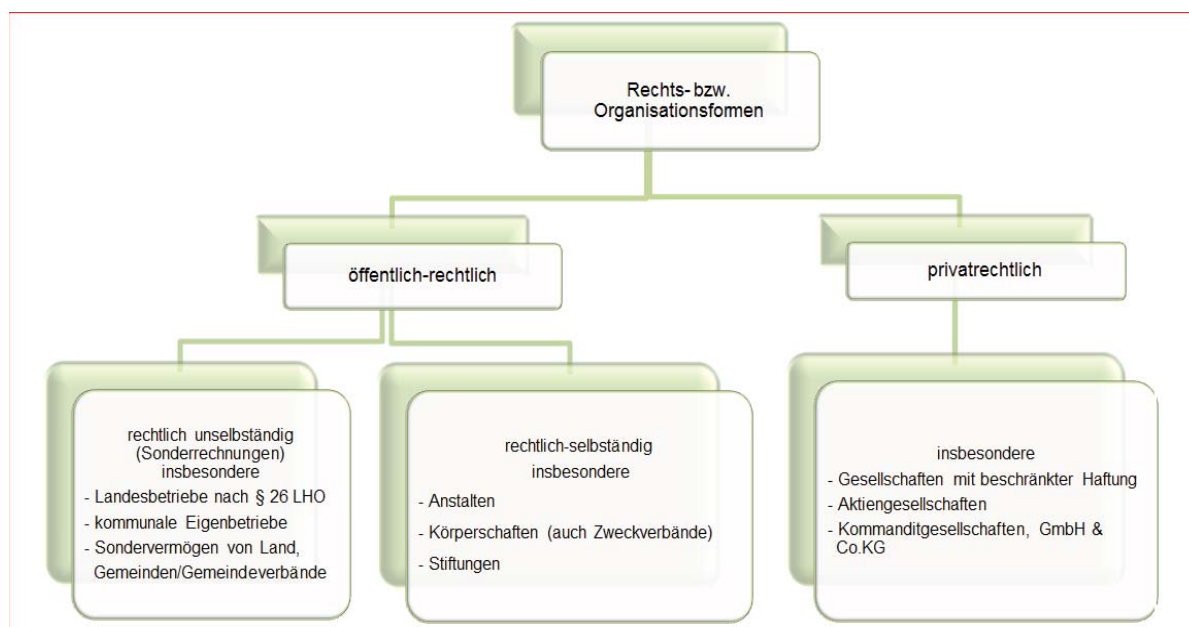 Rechts- bzw.
Organisationsformen
öffentlich-rechtlich
privatrechtlich
rechtlich unselbständig
(Sonderrechnungen)
insbesondere
- Landesbetriebe nach § 26 LHO
- kommunale Eigenbetriebe
- Sondervermögen von Land,
Gemeinden/Gemeindeverbände
rechtlich-selbständig
insbesondere
- Anstalten
- Körperschaften (auch Zweckverbände)
- Stiftungen
insbesondere
- Gesellschaften mit beschränkter Haftung
- Aktiengesellschaften
- Kommanditgesellschaften, GmbH &
Co.KG